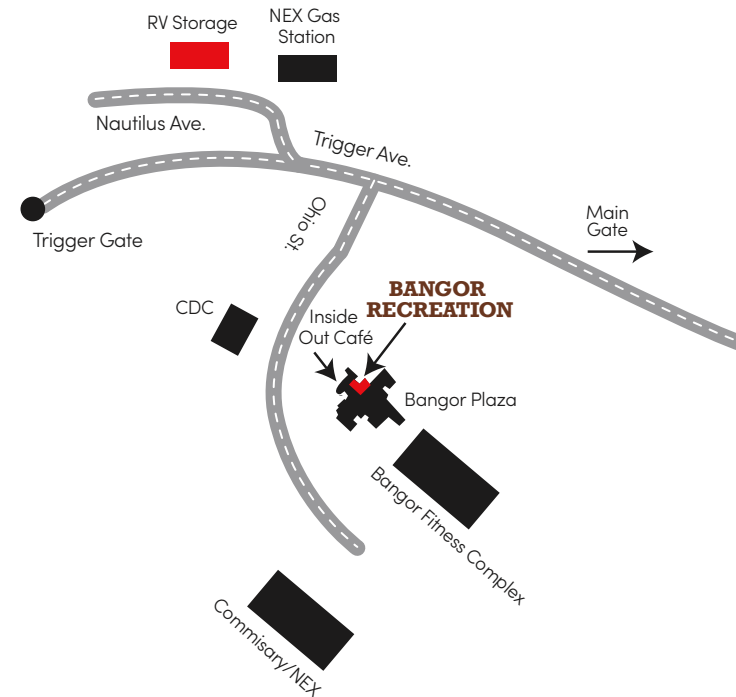 RV Storage
NEX Gas
Station
Nautilus Ave.
Trigger Ave.
Trigger Gate
Ohio St.
Main
Gate
CDC
Inside
Out Café
BANGOR
RECREATION
Bangor Plaza
Bangor Fitness Complex
Commisary/NEX